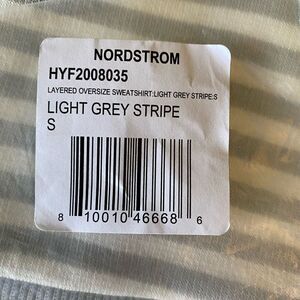 NORDSTROM
HYF2008035
LAYERED OVERSIZE SWEATSHIRT:LIGHT GREY STRIPE:S
LIGHT GREY STRIPE
S
8 10010 46668 6